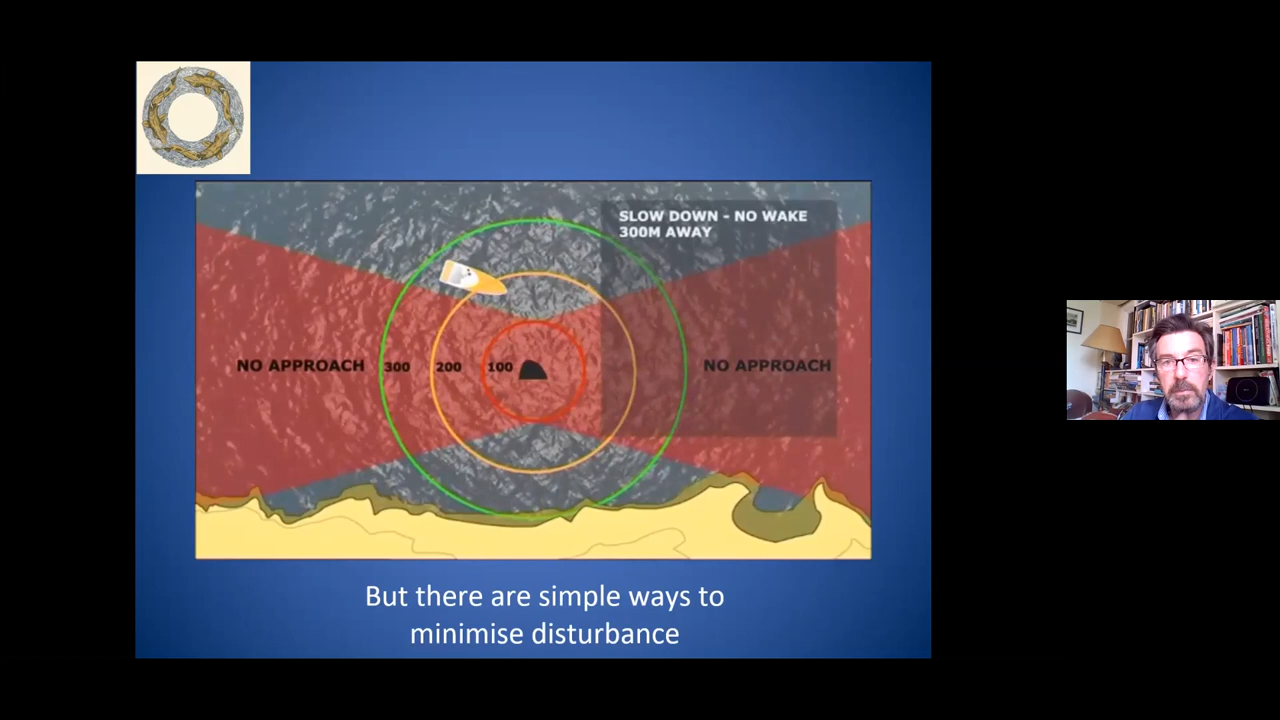 SLOW DOWN - NO WAKE
300M AWAY
NO APPROACH 300 200 100 NO APPROACH
But there are simple ways to
minimise disturbance